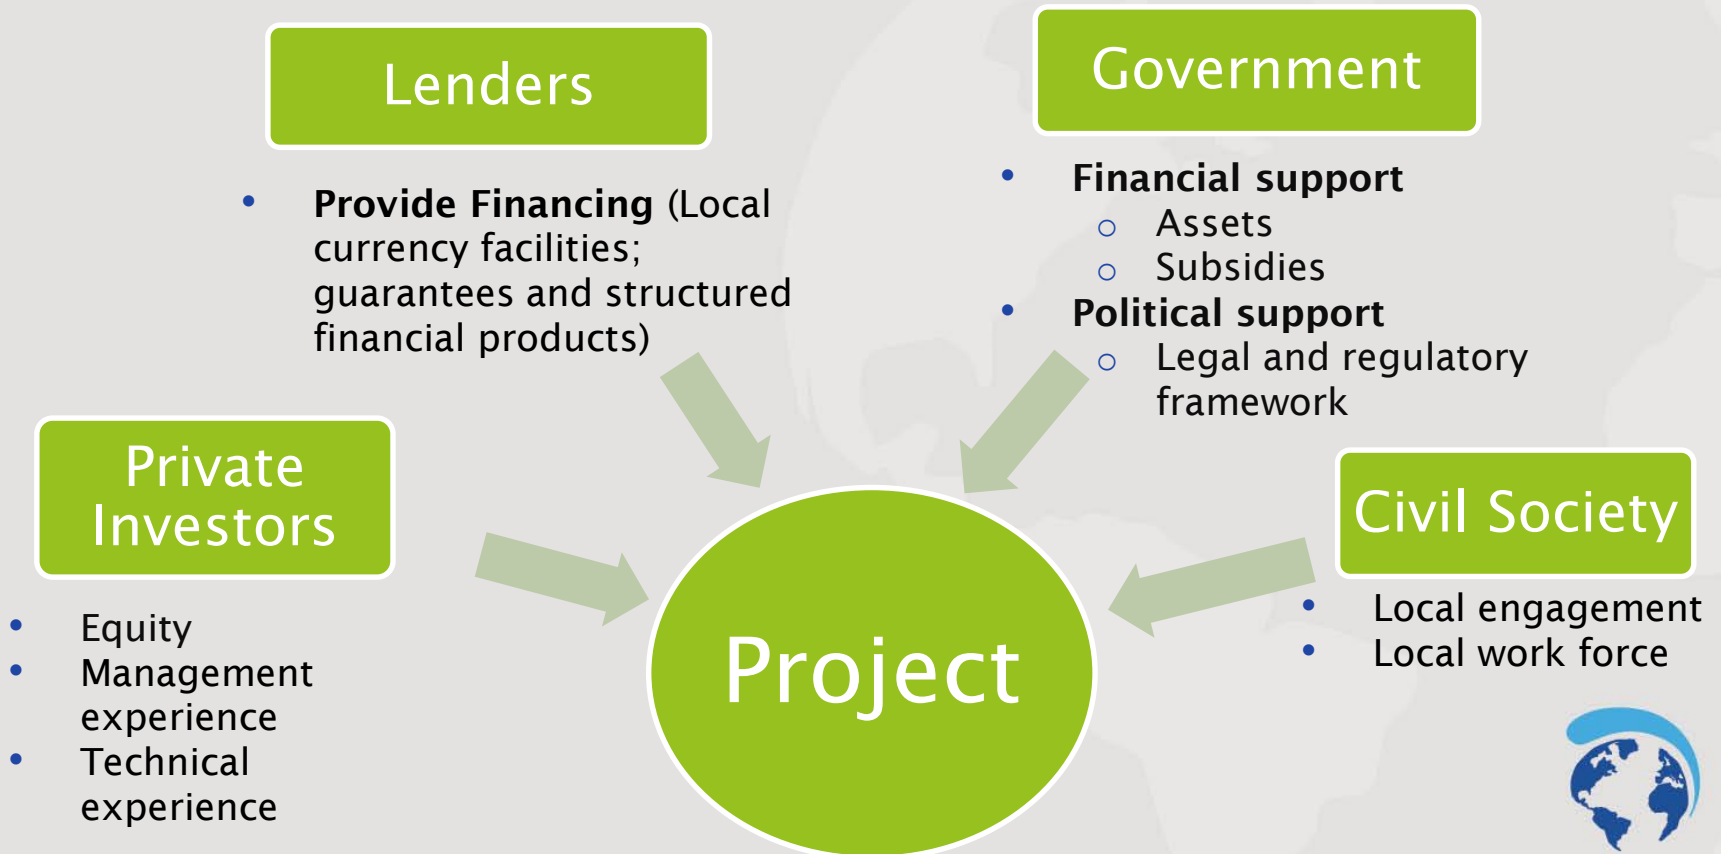 Lenders
• Provide Financing (Local
currency facilities;
guarantees and structured
financial products)
Government
• Financial support
o Assets
o Subsidies
• Political support
o Legal and regulatory
framework
Private
Investors
• Equity
• Management
experience
• Technical
experience
Project
Civil Society
• Local engagement
• Local work force